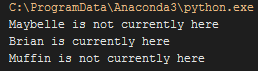 C:\ProgramData\Anaconda3\python.exe
Maybelle is not currently here
Brian is currently here
Muffin is not currently here